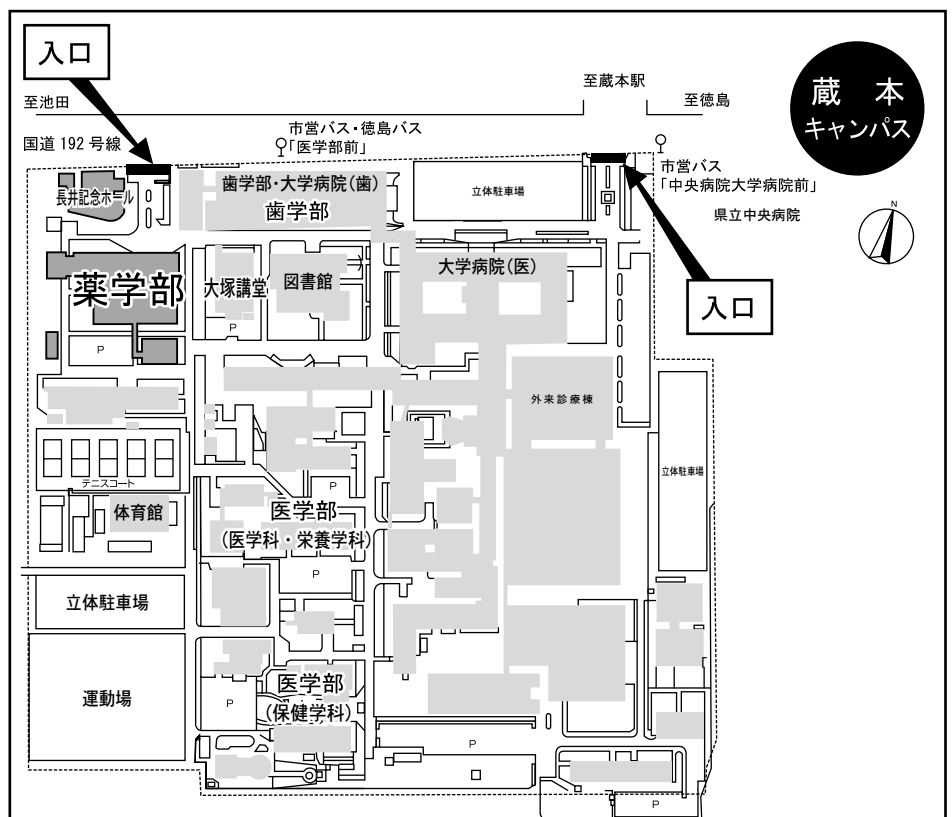 入口
至蔵本駅
蔵 本
キャンパス
至池田
至徳島
市営バス・徳島バス
「医学部前」
国道 192 号線
市営バス
「中央病院大学病院前」
長井記念ホール
歯学部・大学病院(歯)
歯学部
立体駐車場
県立中央病院
N
大学病院(医)
薬学部
大塚講堂
図書館
入口
P
P
外来診療棟
立体駐車場
テニスコート
P
体育館
医学部
(医学科・栄養学科)
P
立体駐車場
医学部
(保健学科)
運動場
P
P
P